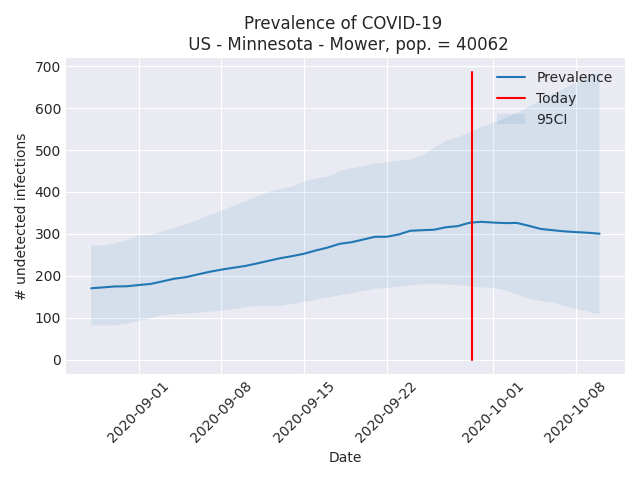 Prevalence of COVID-19
US - Minnesota - Mower, pop. = 40062
700
600
500
400
300
200
100
0
# undetected infections
Prevalence
Today
95CI
2020-09-01
2020-09-08
2020-09-15
2020-09-22
2020-10-01
2020-10-08
Date